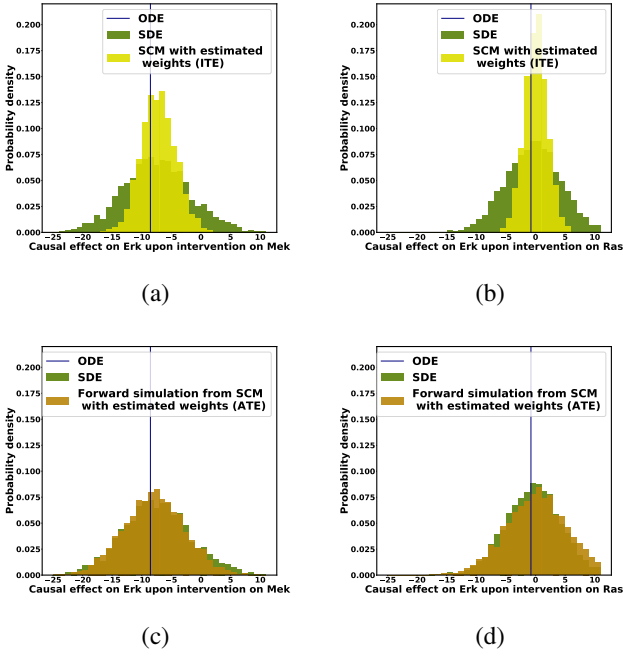 ODE
SDE
SCM with estimated
weights (ITE)
Probability density
0.200
0.175
0.150
0.125
0.100
0.075
0.050
0.025
0.000
−25 −20 −15 −10 −5 0 5 10
Causal effect on Erk upon intervention on Mek
(a)
ODE
SDE
SCM with estimated
weights (ITE)
Probability density
0.200
0.175
0.150
0.125
0.100
0.075
0.050
0.025
0.000
−25 −20 −15 −10 −5 0 5 10
Causal effect on Erk upon intervention on Ras
(b)
ODE
SDE
Forward simulation from SCM
with estimated weights (ATE)
Probability density
0.200
0.175
0.150
0.125
0.100
0.075
0.050
0.025
0.000
−25 −20 −15 −10 −5 0 5 10
Causal effect on Erk upon intervention on Mek
(c)
ODE
SDE
Forward simulation from SCM
with estimated weights (ATE)
Probability density
0.200
0.175
0.150
0.125
0.100
0.075
0.050
0.025
0.000
−25 −20 −15 −10 −5 0 5 10
Causal effect on Erk upon intervention on Ras
(d)